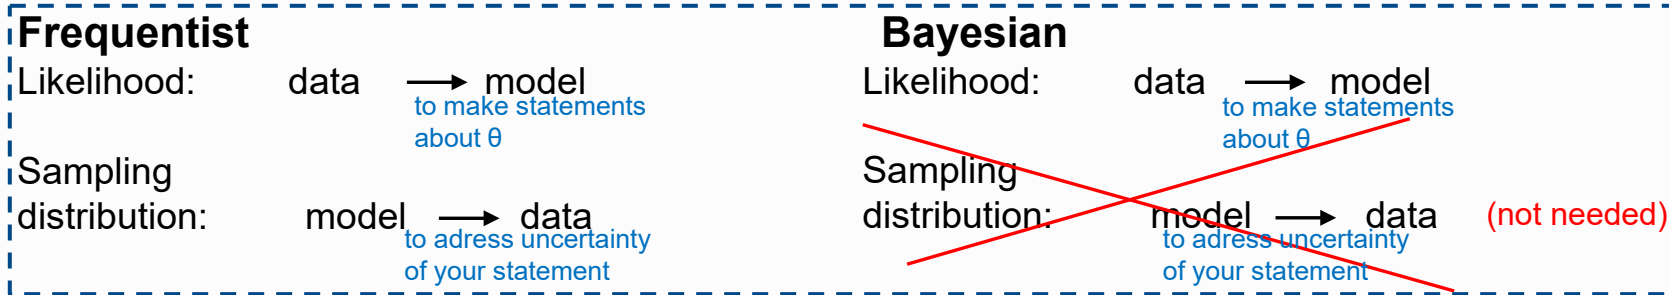 Frequentist
Likelihood: data → model
to make statements
about θ
Sampling
distribution: model → data
to adress uncertainty
of your statement
Bayesian
Likelihood: data → model
to make statements
about θ
Sampling
distribution: model → data (not needed)
to adress uncertainty
of your statement